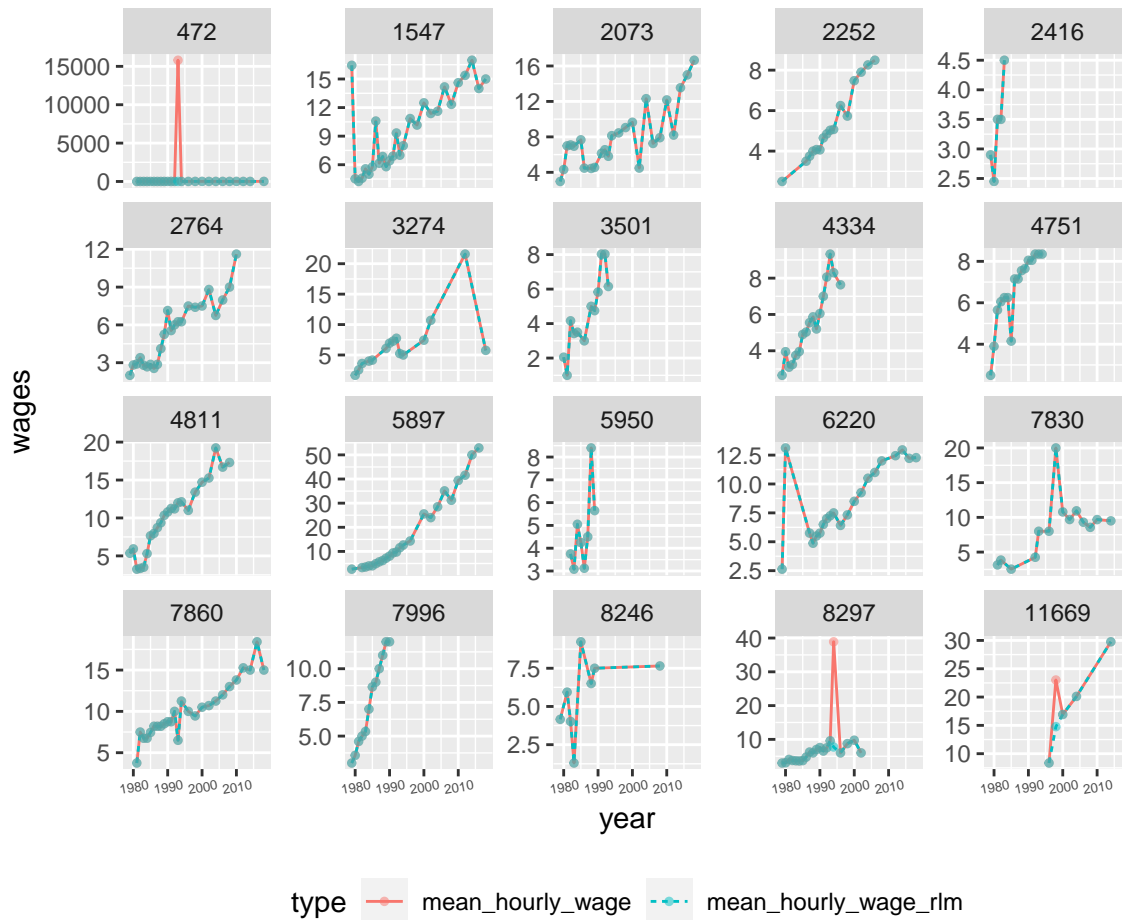 472 1547 2073 2252 2416
15000 10000 5000 0
15 12 9 6
16 12 8 4
8 6 4
4.5 4.0 3.5 3.0 2.5
2764 3274 3501 4334 4751
12 9 6 3
20 15 10 5
8 6 4 2
8 6 4
8 6 4
wages
4811 5897 5950 6220 7830
20 15 10 5
50 40 30 20 10
8 7 6 5 4 3
12.5 10.0 7.5 5.0 2.5
20 15 10 5
7860 7996 8246 8297 11669
15 10 5
10.0 7.5 5.0
7.5 5.0 2.5
40 30 20 10
30 25 20 15 10
1980 1990 2000 2010 1980 1990 2000 2010 1980 1990 2000 2010 1980 1990 2000 2010 1980 1990 2000 2010
year
type mean_hourly_wage mean_hourly_wage_rlm